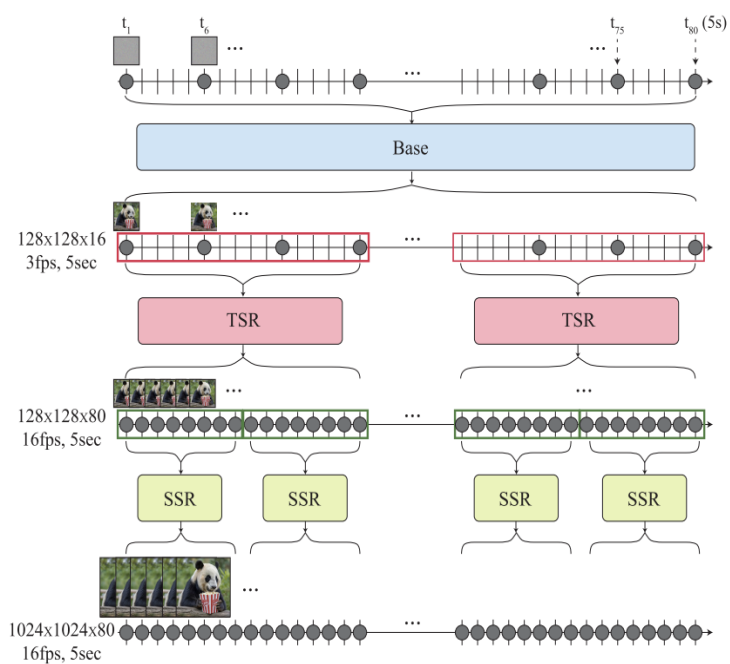 t1 t6 ... ... t75 t80 (5s)
...
Base
...
128x128x16
3fps, 5sec
...
TSR TSR
... ...
128x128x80
16fps, 5sec
...
SSR SSR SSR SSR
...
1024x1024x80
16fps, 5sec
...